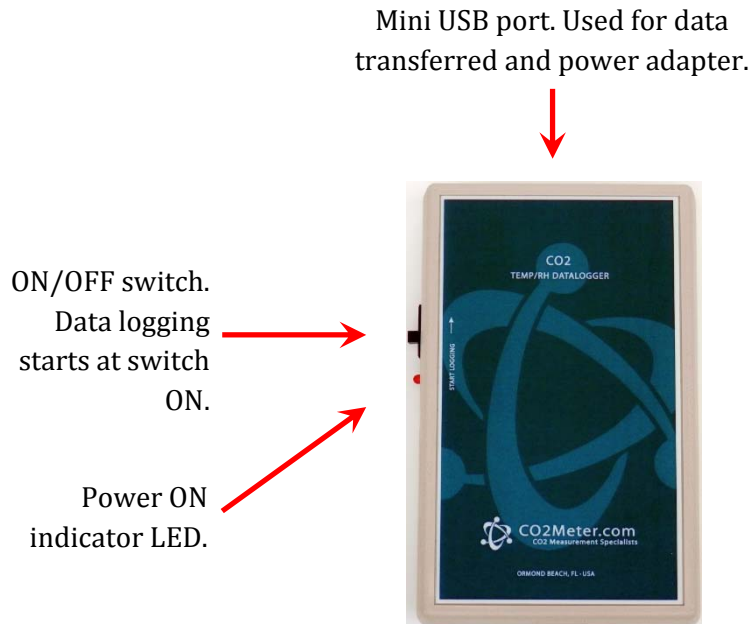 Mini USB port. Used for data
transferred and power adapter.
ON/OFF switch.
Data logging
starts at switch
ON.
Power ON
indicator LED.
CO2
TEMP/RH DATALOGGER
START LOGGING
CO2Meter.com
CO2 Measurement Specialists
ORMOND BEACH, FL - USA